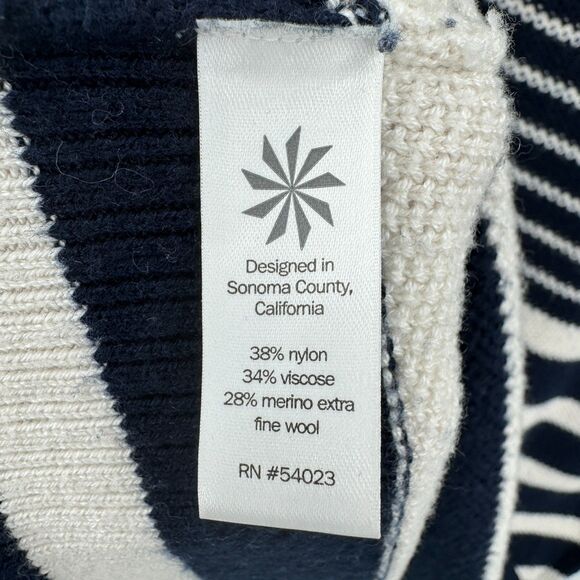 Designed in
Sonoma County,
California
38% nylon
34% viscose
28% merino extra
fine wool
RN #54023